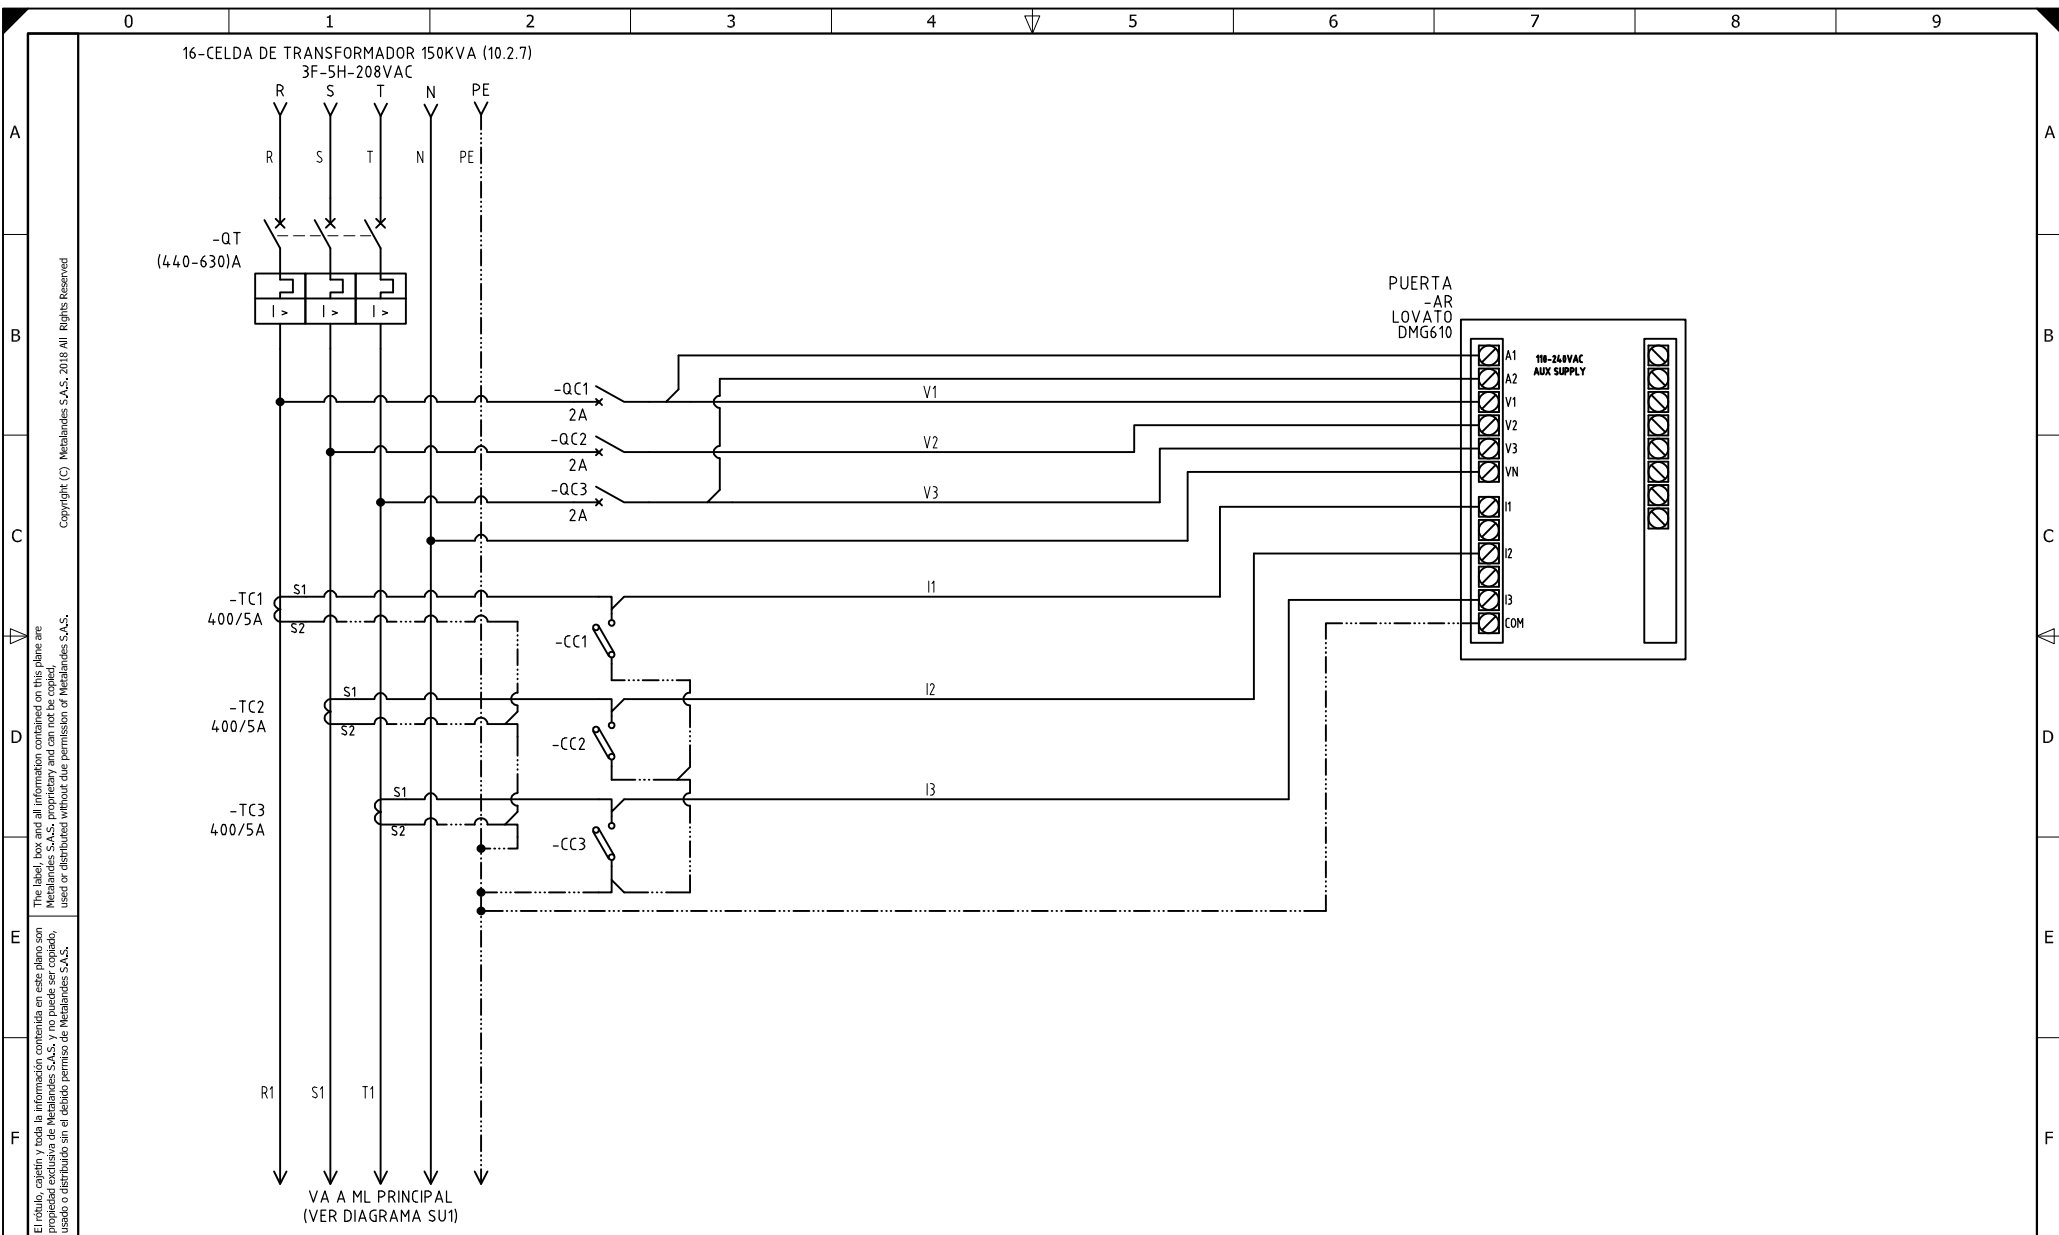 0 1 2 3 4 5 6 7 8 9
16-CELDA DE TRANSFORMADOR 150KVA (10.2.7)
3F-5H-208VAC
R S T N PE
A A
R S T N PE
-QT
(440-630)A
I > I > I >
B B
PUERTA
-AR
LOVATO
DMG610
A1
110-240VAC
AUX SUPPLY
A2
V1
V2
V3
VN
I1
I2
I3
COM
-QC1
2A
V1
-QC2
2A
V2
-QC3
2A
V3
C C
-TC1
400/5A
S1
S2
I1
-CC1
-TC2
400/5A
S1
S2
I2
-CC2
D D
-TC3
400/5A
S1
S2
I3
-CC3
E E
R1 S1 T1
F F
VA A ML PRINCIPAL
(VER DIAGRAMA SU1)
Copyright (C) Metalandes S.A.S. 2018 All Rights Reserved
The label, box and all information contained on this plane are
Metalandes S.A.S. proprietary and can not be copied,
used or distributed without due permission of Metalandes S.A.S.
El rótulo, cajetín y toda la información contenida en este plano son
propiedad exclusiva de Metalandes S.A.S. y no puede ser copiado,
usado o distribuido sin el debido permiso de Metalandes S.A.S.